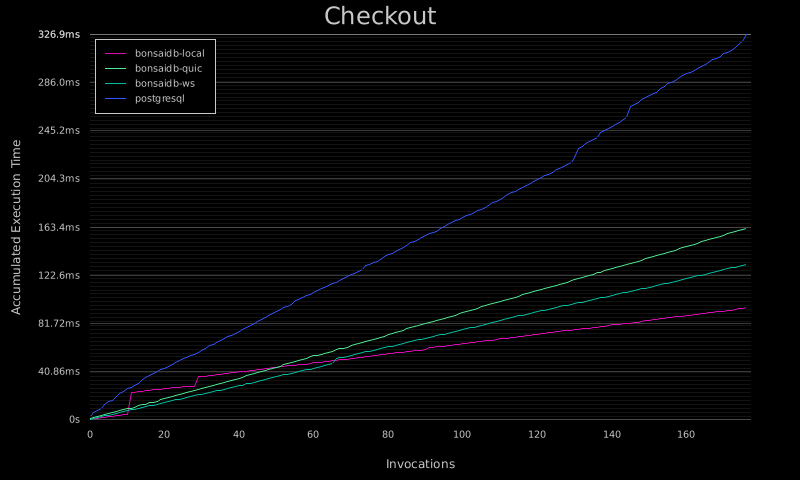 Checkout
326.9ms
286.0ms
245.2ms
204.3ms
163.4ms
122.6ms
81.72ms
40.86ms
0s
bonsaidb-local
bonsaidb-quic
bonsaidb-ws
postgresql
Accumulated Execution Time
0 20 40 60 80 100 120 140 160
Invocations